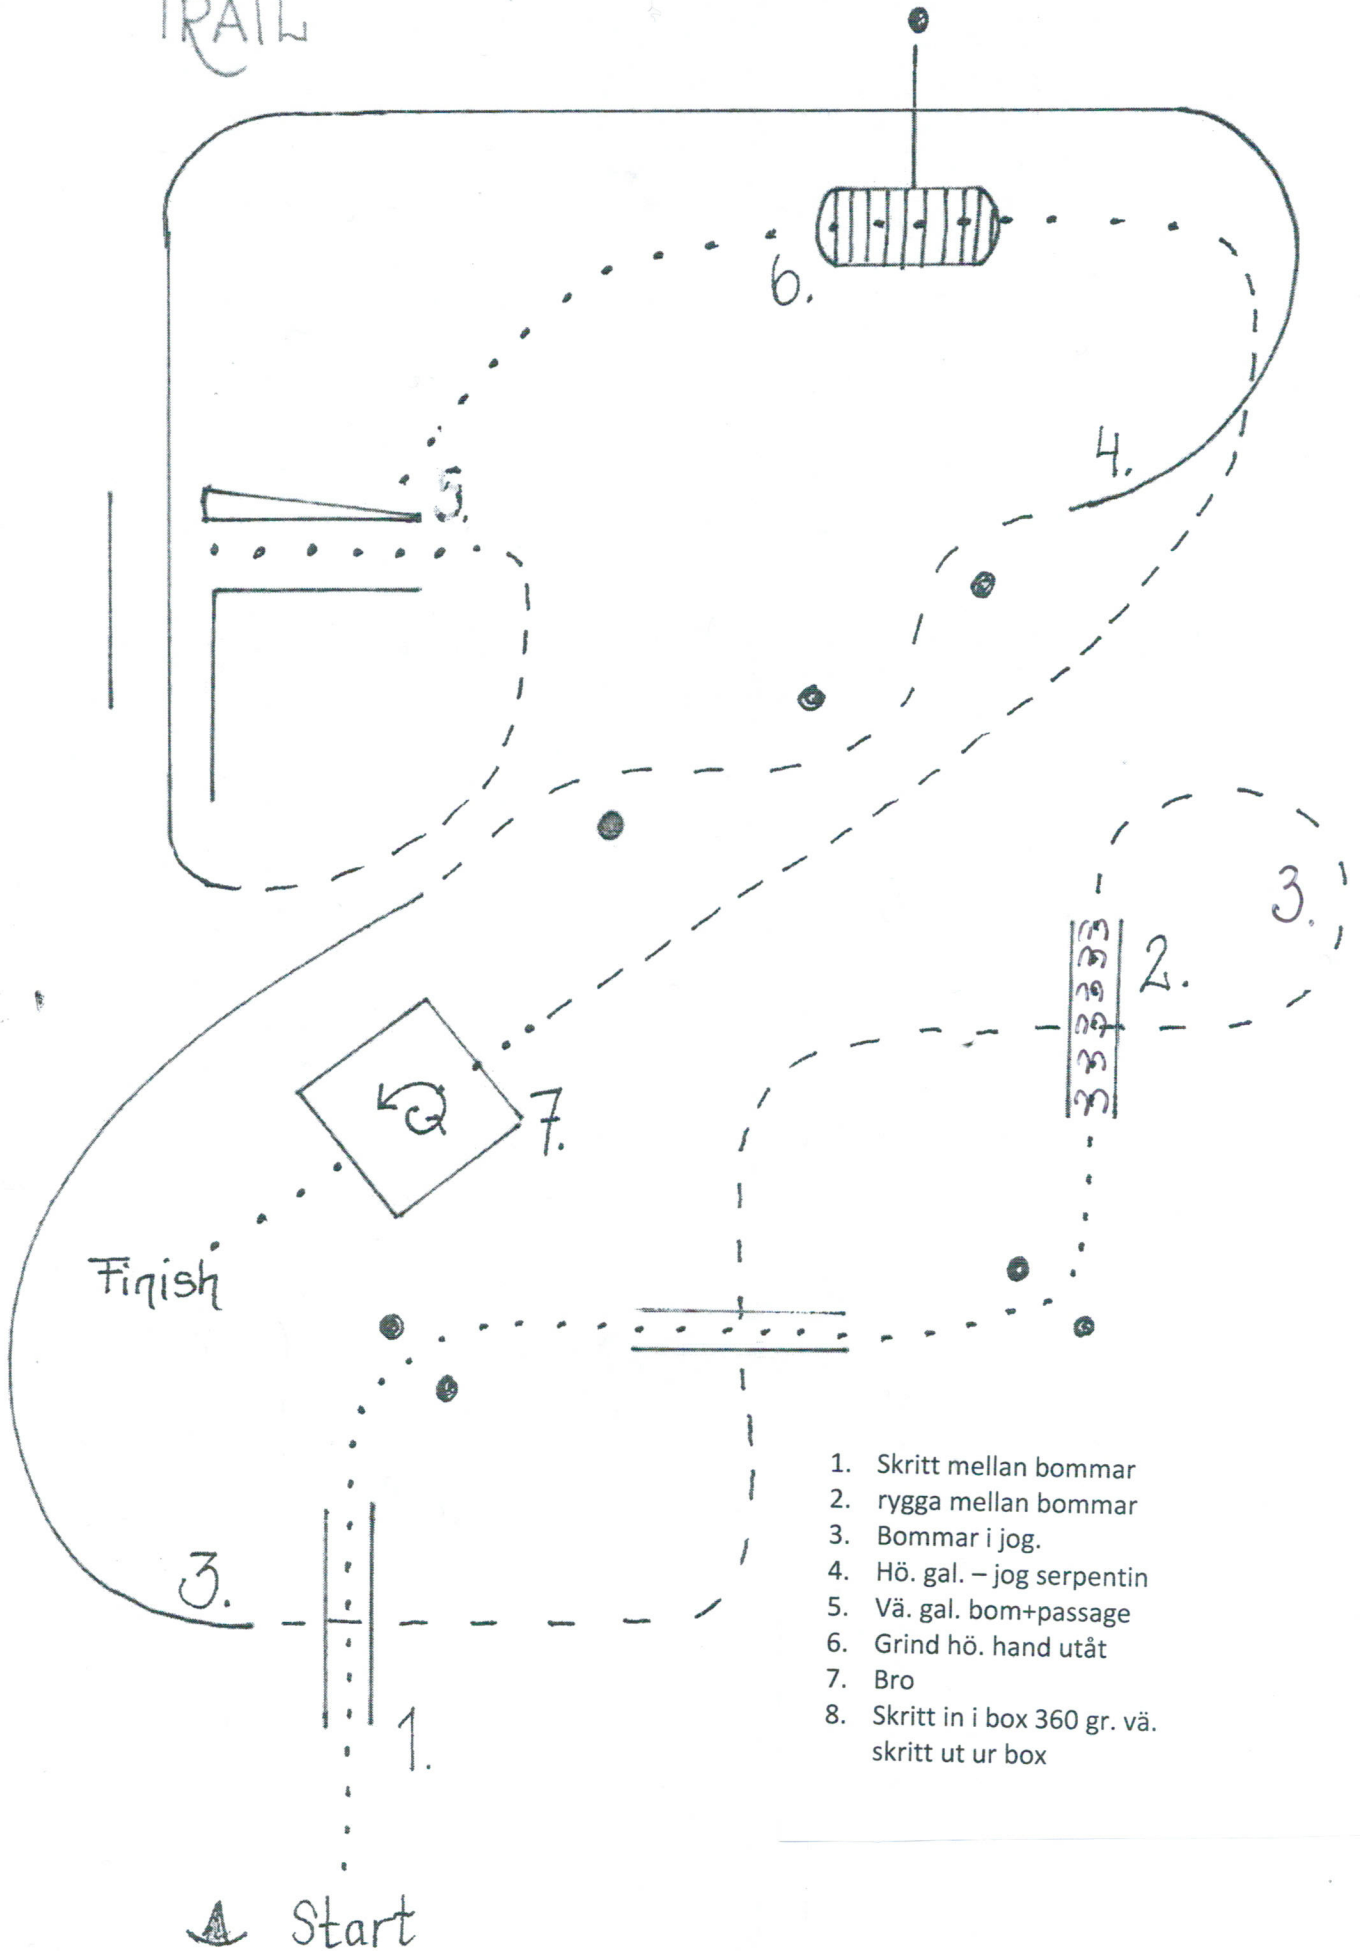 TRAIL
6.
4.
5.
3.
2.
7.
Finish
3.
1.
1. Skritt mellan bommar
2. rygga mellan bommar
3. Bommar i jog.
4. Hö. gal. – jog serpentin
5. Vä. gal. bom+passage
6. Grind hö. hand utåt
7. Bro
8. Skritt in i box 360 gr. vä.
skritt ut ur box
Start